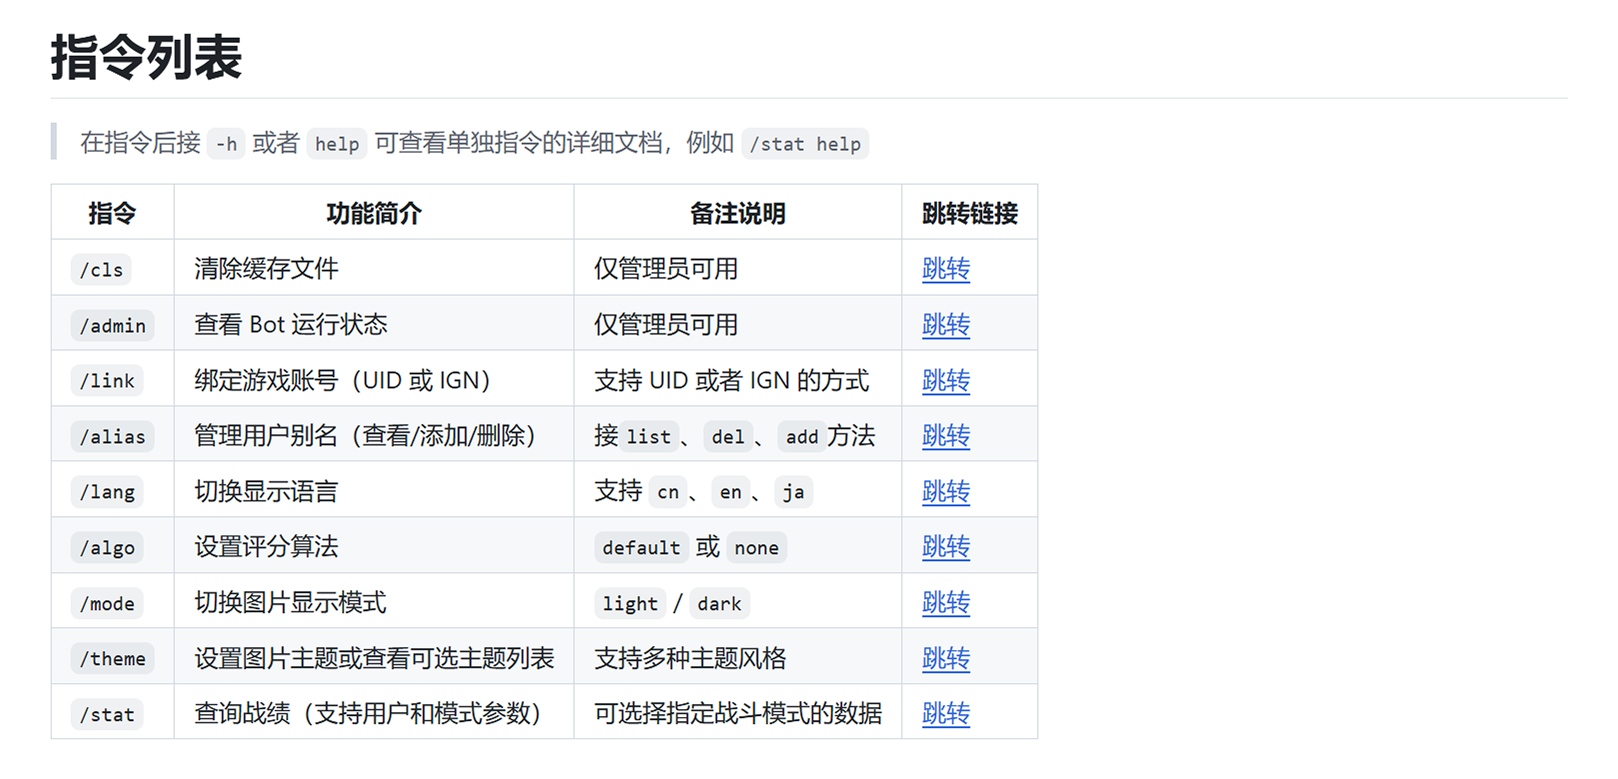 指令列表
在指令后接 -h 或者 help 可查看单独指令的详细文档，例如 /stat help
指令 功能简介 备注说明 跳转链接
/cls 清除缓存文件 仅管理员可用 跳转
/admin 查看 Bot 运行状态 仅管理员可用 跳转
/link 绑定游戏账号（UID 或 IGN） 支持 UID 或者 IGN 的方式 跳转
/alias 管理用户别名（查看/添加/删除） 接 list 、 del 、 add 方法 跳转
/lang 切换显示语言 支持 cn 、 en 、 ja 跳转
/algo 设置评分算法 default 或 none 跳转
/mode 切换图片显示模式 light / dark 跳转
/theme 设置图片主题或查看可选主题列表 支持多种主题风格 跳转
/stat 查询战绩（支持用户和模式参数） 可选择指定战斗模式的数据 跳转